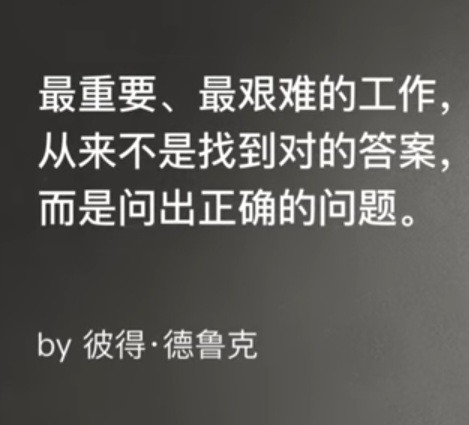 最重要、最艰难的工作，
从来不是找到对的答案，
而是问出正确的问题。
by 彼得·德鲁克